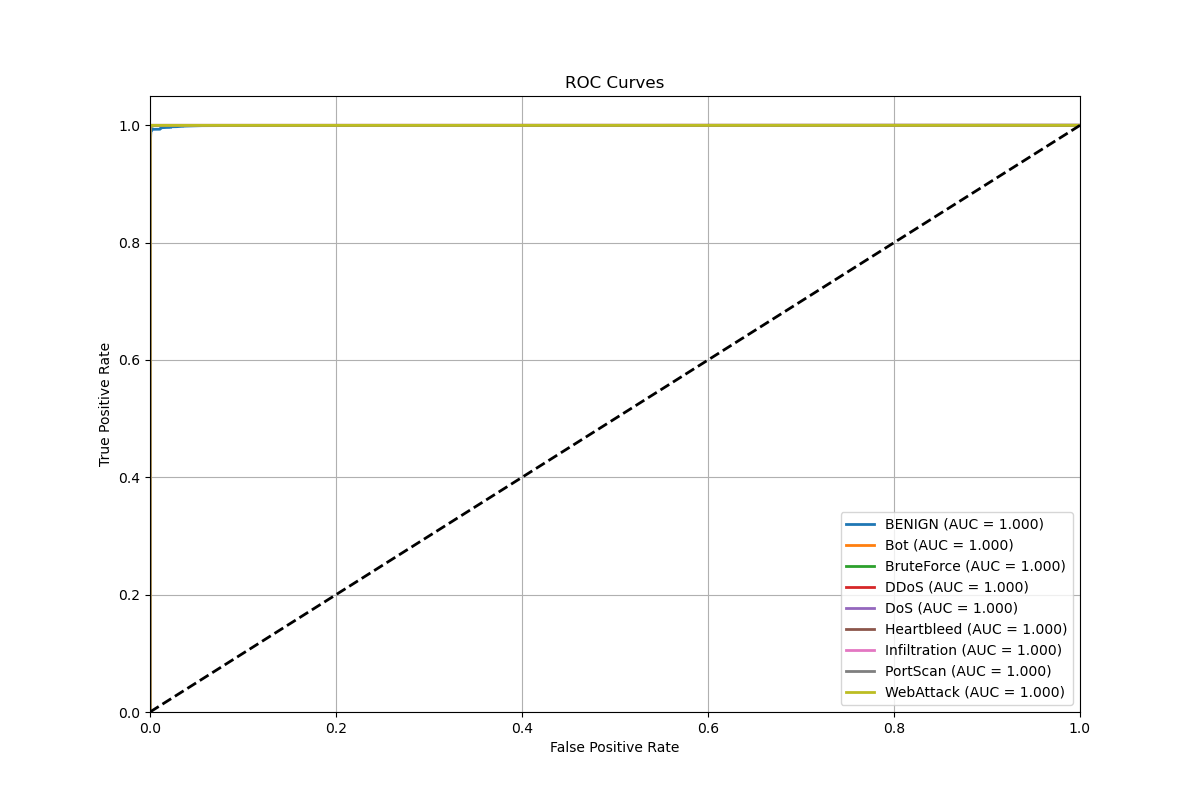 ROC Curves
True Positive Rate
1.0
0.8
0.6
0.4
0.2
0.0
BENIGN (AUC = 1.000)
Bot (AUC = 1.000)
BruteForce (AUC = 1.000)
DDoS (AUC = 1.000)
DoS (AUC = 1.000)
Heartbleed (AUC = 1.000)
Infiltration (AUC = 1.000)
PortScan (AUC = 1.000)
WebAttack (AUC = 1.000)
0.0 0.2 0.4 0.6 0.8 1.0
False Positive Rate